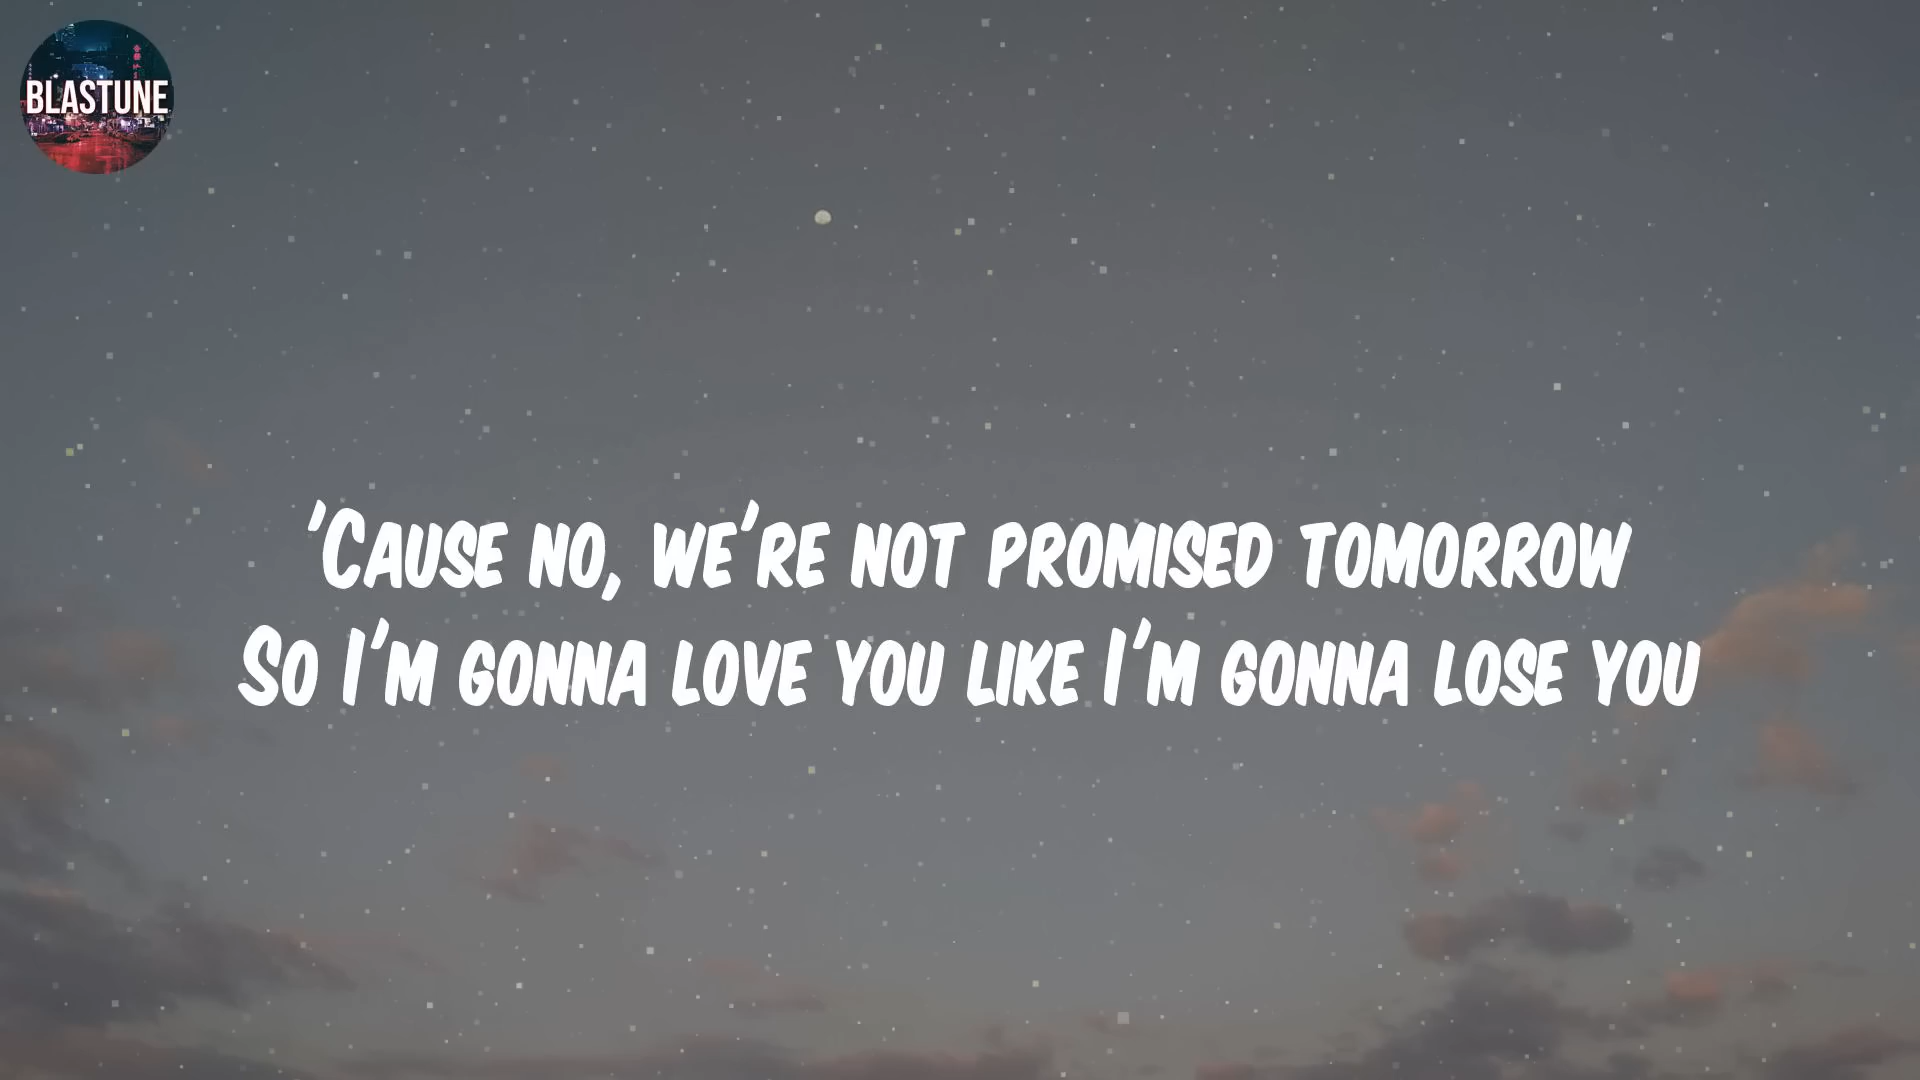 BLASTUNE
'Cause no, we're not promised tomorrow
So I'm gonna love you like I'm gonna lose you